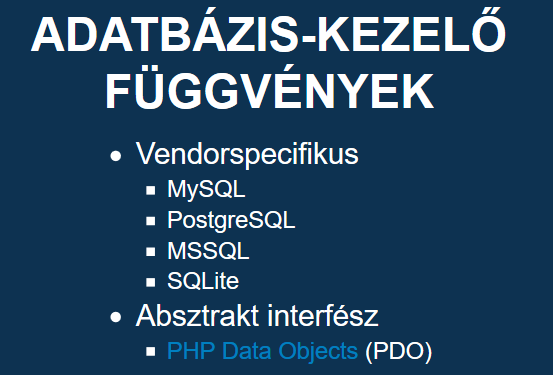 ADATBÁZIS-KEZELŐ
FÜGGVÉNYEK
Vendorspecifikus
MySQL
PostgreSQL
MSSQL
SQLite
Absztrakt interfész
PHP Data Objects (PDO)